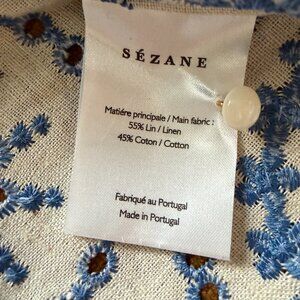 SÉZANE
Matière principale / Main fabric :
55% Lin / Linen
45% Coton / Cotton
Fabriqué au Portugal
Made in Portugal